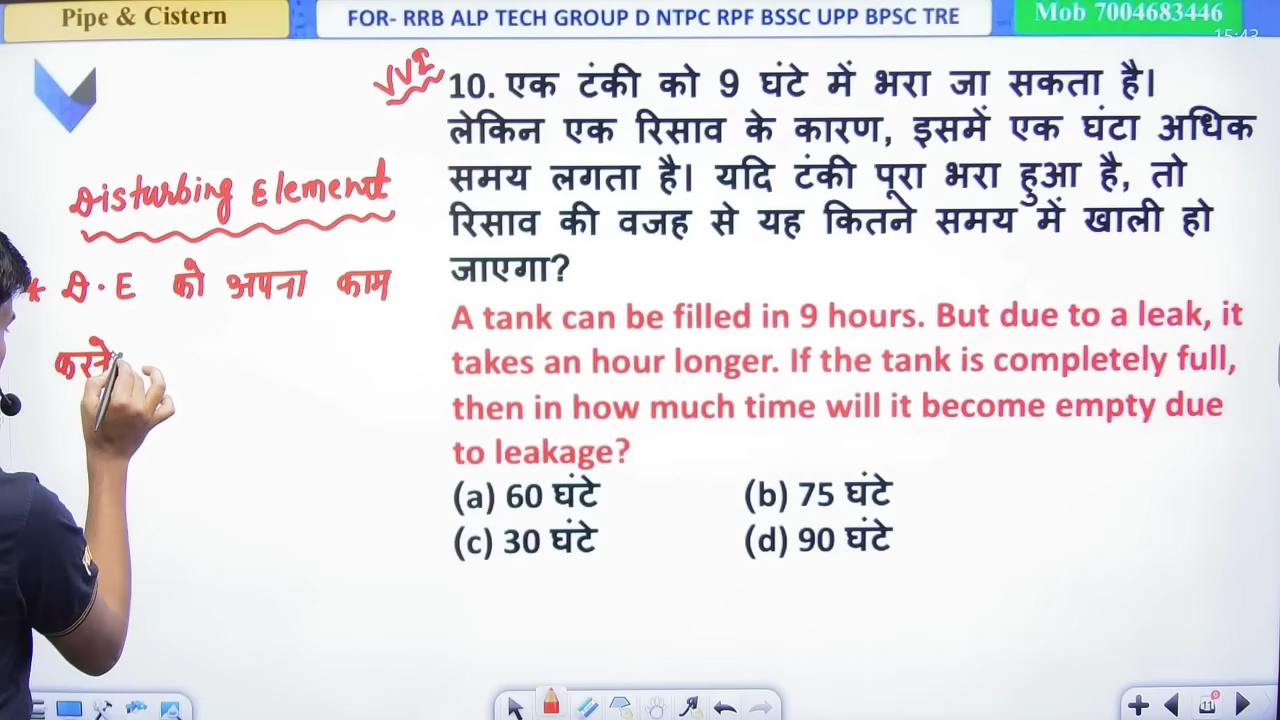 Pipe & Cistern
FOR- RRB ALP TECH GROUP D NTPC RPF BSSC UPP BPSC TRE
Mob 7004683446
15:43
VVI
10. एक टंकी को 9 घंटे में भरा जा सकता है।
लेकिन एक रिसाव के कारण, इसमें एक घंटा अधिक
समय लगता है। यदि टंकी पूरा भरा हुआ है, तो
रिसाव की वजह से यह कितने समय में खाली हो
जाएगा?
A tank can be filled in 9 hours. But due to a leak, it
takes an hour longer. If the tank is completely full,
then in how much time will it become empty due
to leakage?
(a) 60 घंटे (b) 75 घंटे
(c) 30 घंटे (d) 90 घंटे
Disturbing Element
* D.E को अपना काम
करने
11